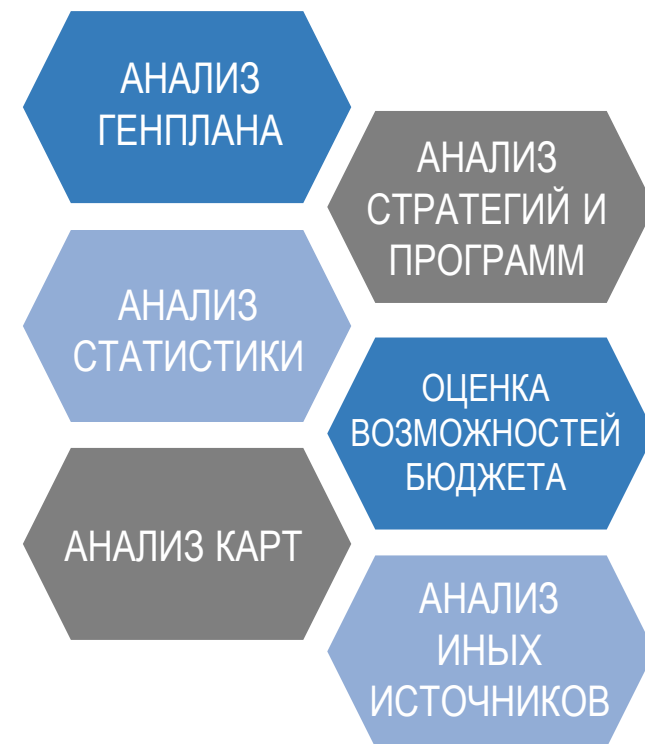 АНАЛИЗ
ГЕНПЛАНА
АНАЛИЗ
СТРАТЕГИЙ И
ПРОГРАММ
АНАЛИЗ
СТАТИСТИКИ
ОЦЕНКА
ВОЗМОЖНОСТЕЙ
БЮДЖЕТА
АНАЛИЗ КАРТ
АНАЛИЗ
ИНЫХ
ИСТОЧНИКОВ